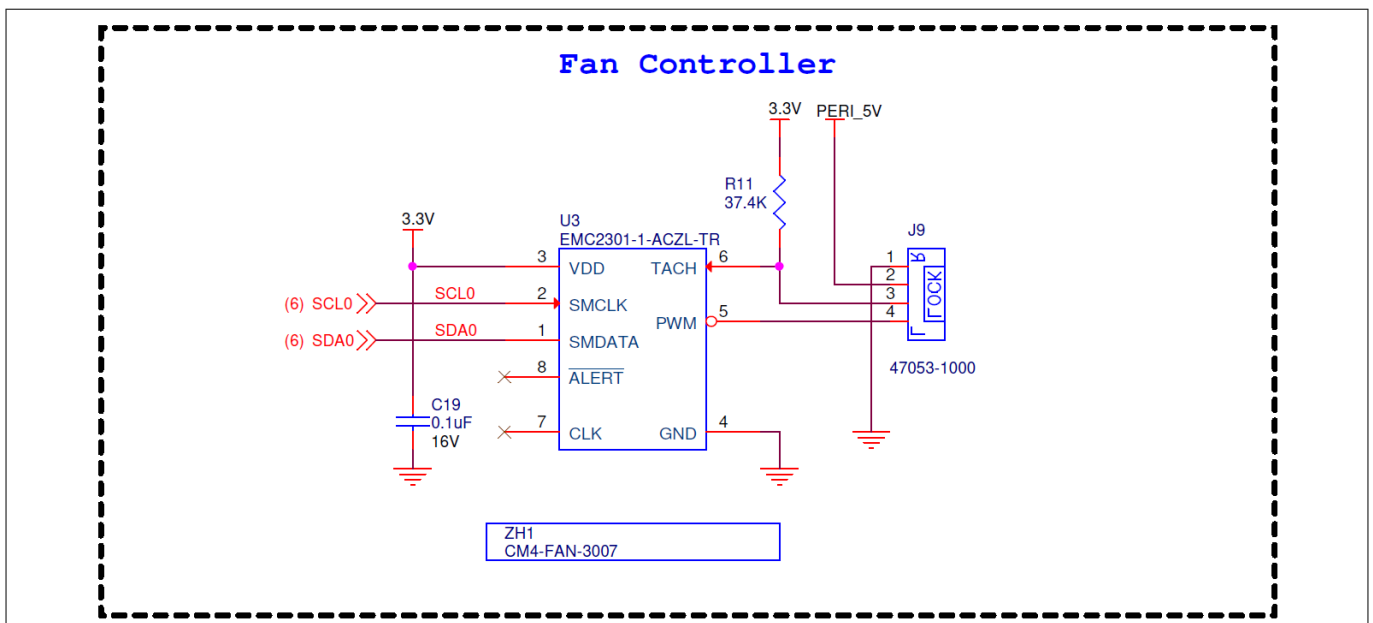 Fan Controller
3.3V
PERI_5V
R11
37.4K
3.3V
U3
EMC2301-1-ACZL-TR
J9
3
VDD
TACH
6
1
R
2
(6) SCL0
SCL0
2
SMCLK
3
LOCK
PWM
5
4
L
(6) SDA0
SDA0
1
SMDATA
47053-1000
8
ALERT
C19
0.1uF
16V
7
CLK
GND
4
ZH1
CM4-FAN-3007